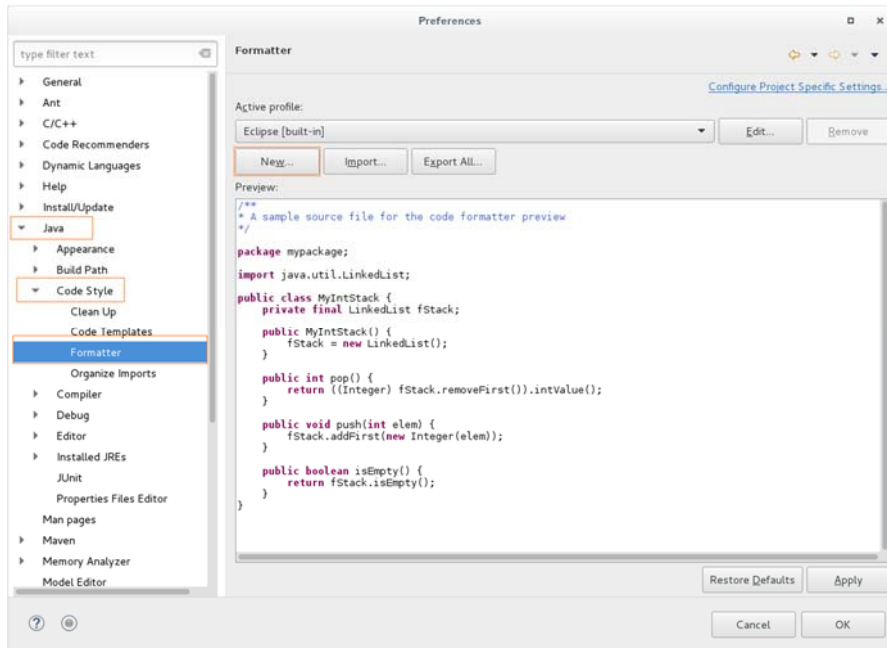 Preferences
type filter text
General
Ant
C/C++
Code Recommenders
Dynamic Languages
Help
Install/Update
Java
Appearance
Build Path
Code Style
Clean Up
Code Templates
Formatter
Organize Imports
Compiler
Debug
Editor
Installed JREs
JUnit
Properties Files Editor
Man pages
Maven
Memory Analyzer
Model Editor
Formatter
Configure Project Specific Settings..
Active profile:
Eclipse [built-in]
Edit...
Remove
New...
Import...
Export All...
Preview:
/**
* A sample source file for the code formatter preview
*/
package mypackage;
import java.util.LinkedList;
public class MyIntStack {
    private final LinkedList fStack;
    public MyIntStack() {
        fStack = new LinkedList();
    }
    public int pop() {
        return ((Integer) fStack.removeFirst()).intValue();
    }
    public void push(int elem) {
        fStack.addFirst(new Integer(elem));
    }
    public boolean isEmpty() {
        return fStack.isEmpty();
    }
}
Restore Defaults
Apply
?
Cancel
OK